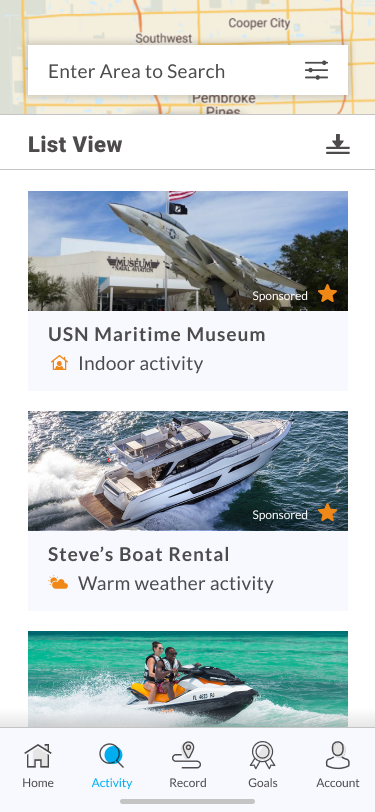 Cooper City
Southwest
Enter Area to Search
Pembroke
Pines
List View
MUSEUM
NAVAL AVIATION
Sponsored
USN Maritime Museum
Indoor activity
Sponsored
Steve's Boat Rental
Warm weather activity
Home
Activity
Record
Goals
Account